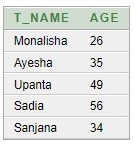 T_NAME AGE
Monalisha 26
Ayesha 35
Upanta 49
Sadia 56
Sanjana 34